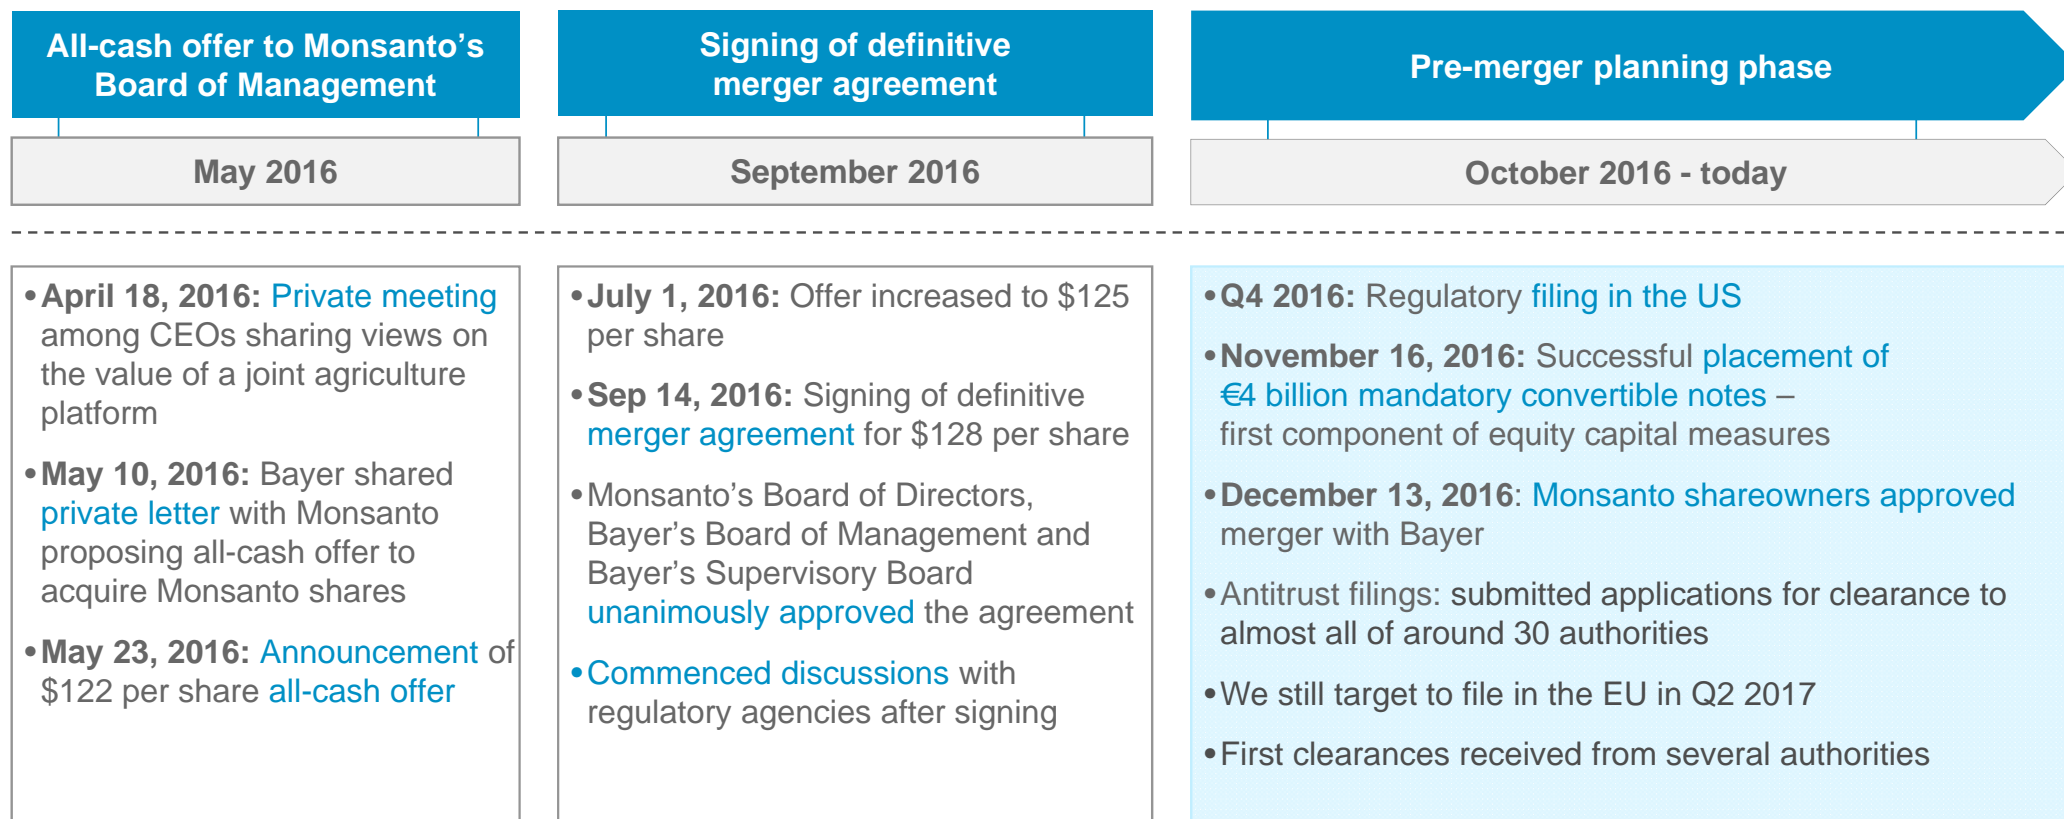 All-cash offer to Monsanto’s
Board of Management
May 2016
•April 18, 2016: Private meeting
among CEOs sharing views on
the value of a joint agriculture
platform
•May 10, 2016: Bayer shared
private letter with Monsanto
proposing all-cash offer to
acquire Monsanto shares
•May 23, 2016: Announcement of
$122 per share all-cash offer
Signing of definitive
merger agreement
September 2016
•July 1, 2016: Offer increased to $125
per share
•Sep 14, 2016: Signing of definitive
merger agreement for $128 per share
•Monsanto’s Board of Directors,
Bayer’s Board of Management and
Bayer’s Supervisory Board
unanimously approved the agreement
•Commenced discussions with
regulatory agencies after signing
Pre-merger planning phase
October 2016 - today
•Q4 2016: Regulatory filing in the US
•November 16, 2016: Successful placement of
€4 billion mandatory convertible notes –
first component of equity capital measures
•December 13, 2016: Monsanto shareowners approved
merger with Bayer
•Antitrust filings: submitted applications for clearance to
almost all of around 30 authorities
•We still target to file in the EU in Q2 2017
•First clearances received from several authorities